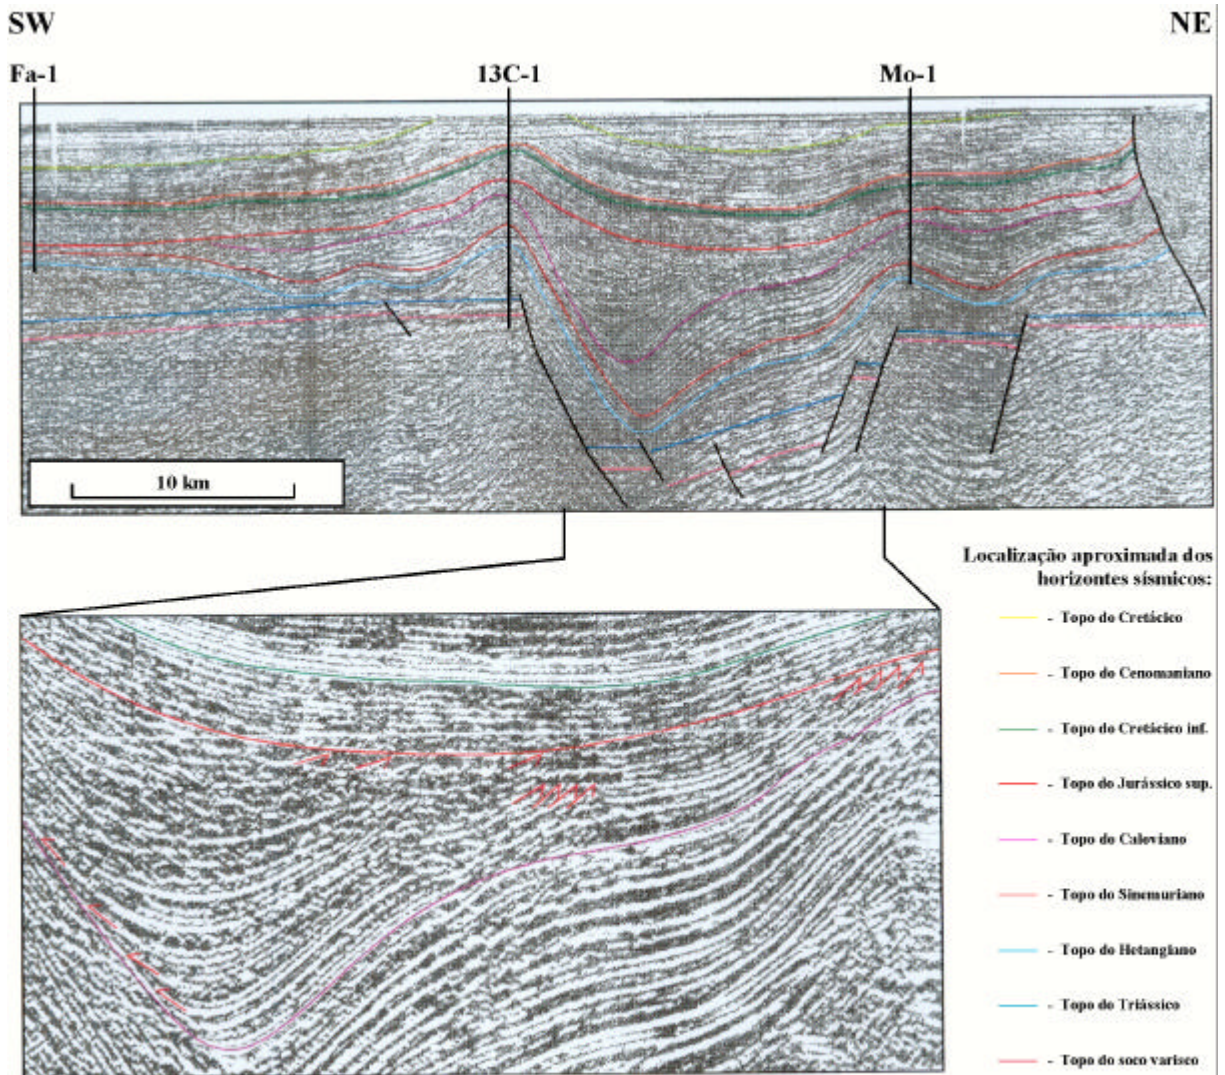 SW
NE
Fa-1
13C-1
Mo-1
10 km
Localização aproximada dos
horizontes sísmicos:
- Topo do Cretácico
- Topo do Cenomaniano
- Topo do Cretácico inf.
- Topo do Jurássico sup.
- Topo do Caloviano
- Topo do Sinemuriano
- Topo do Hetangiano
- Topo do Triássico
- Topo do soco varisco